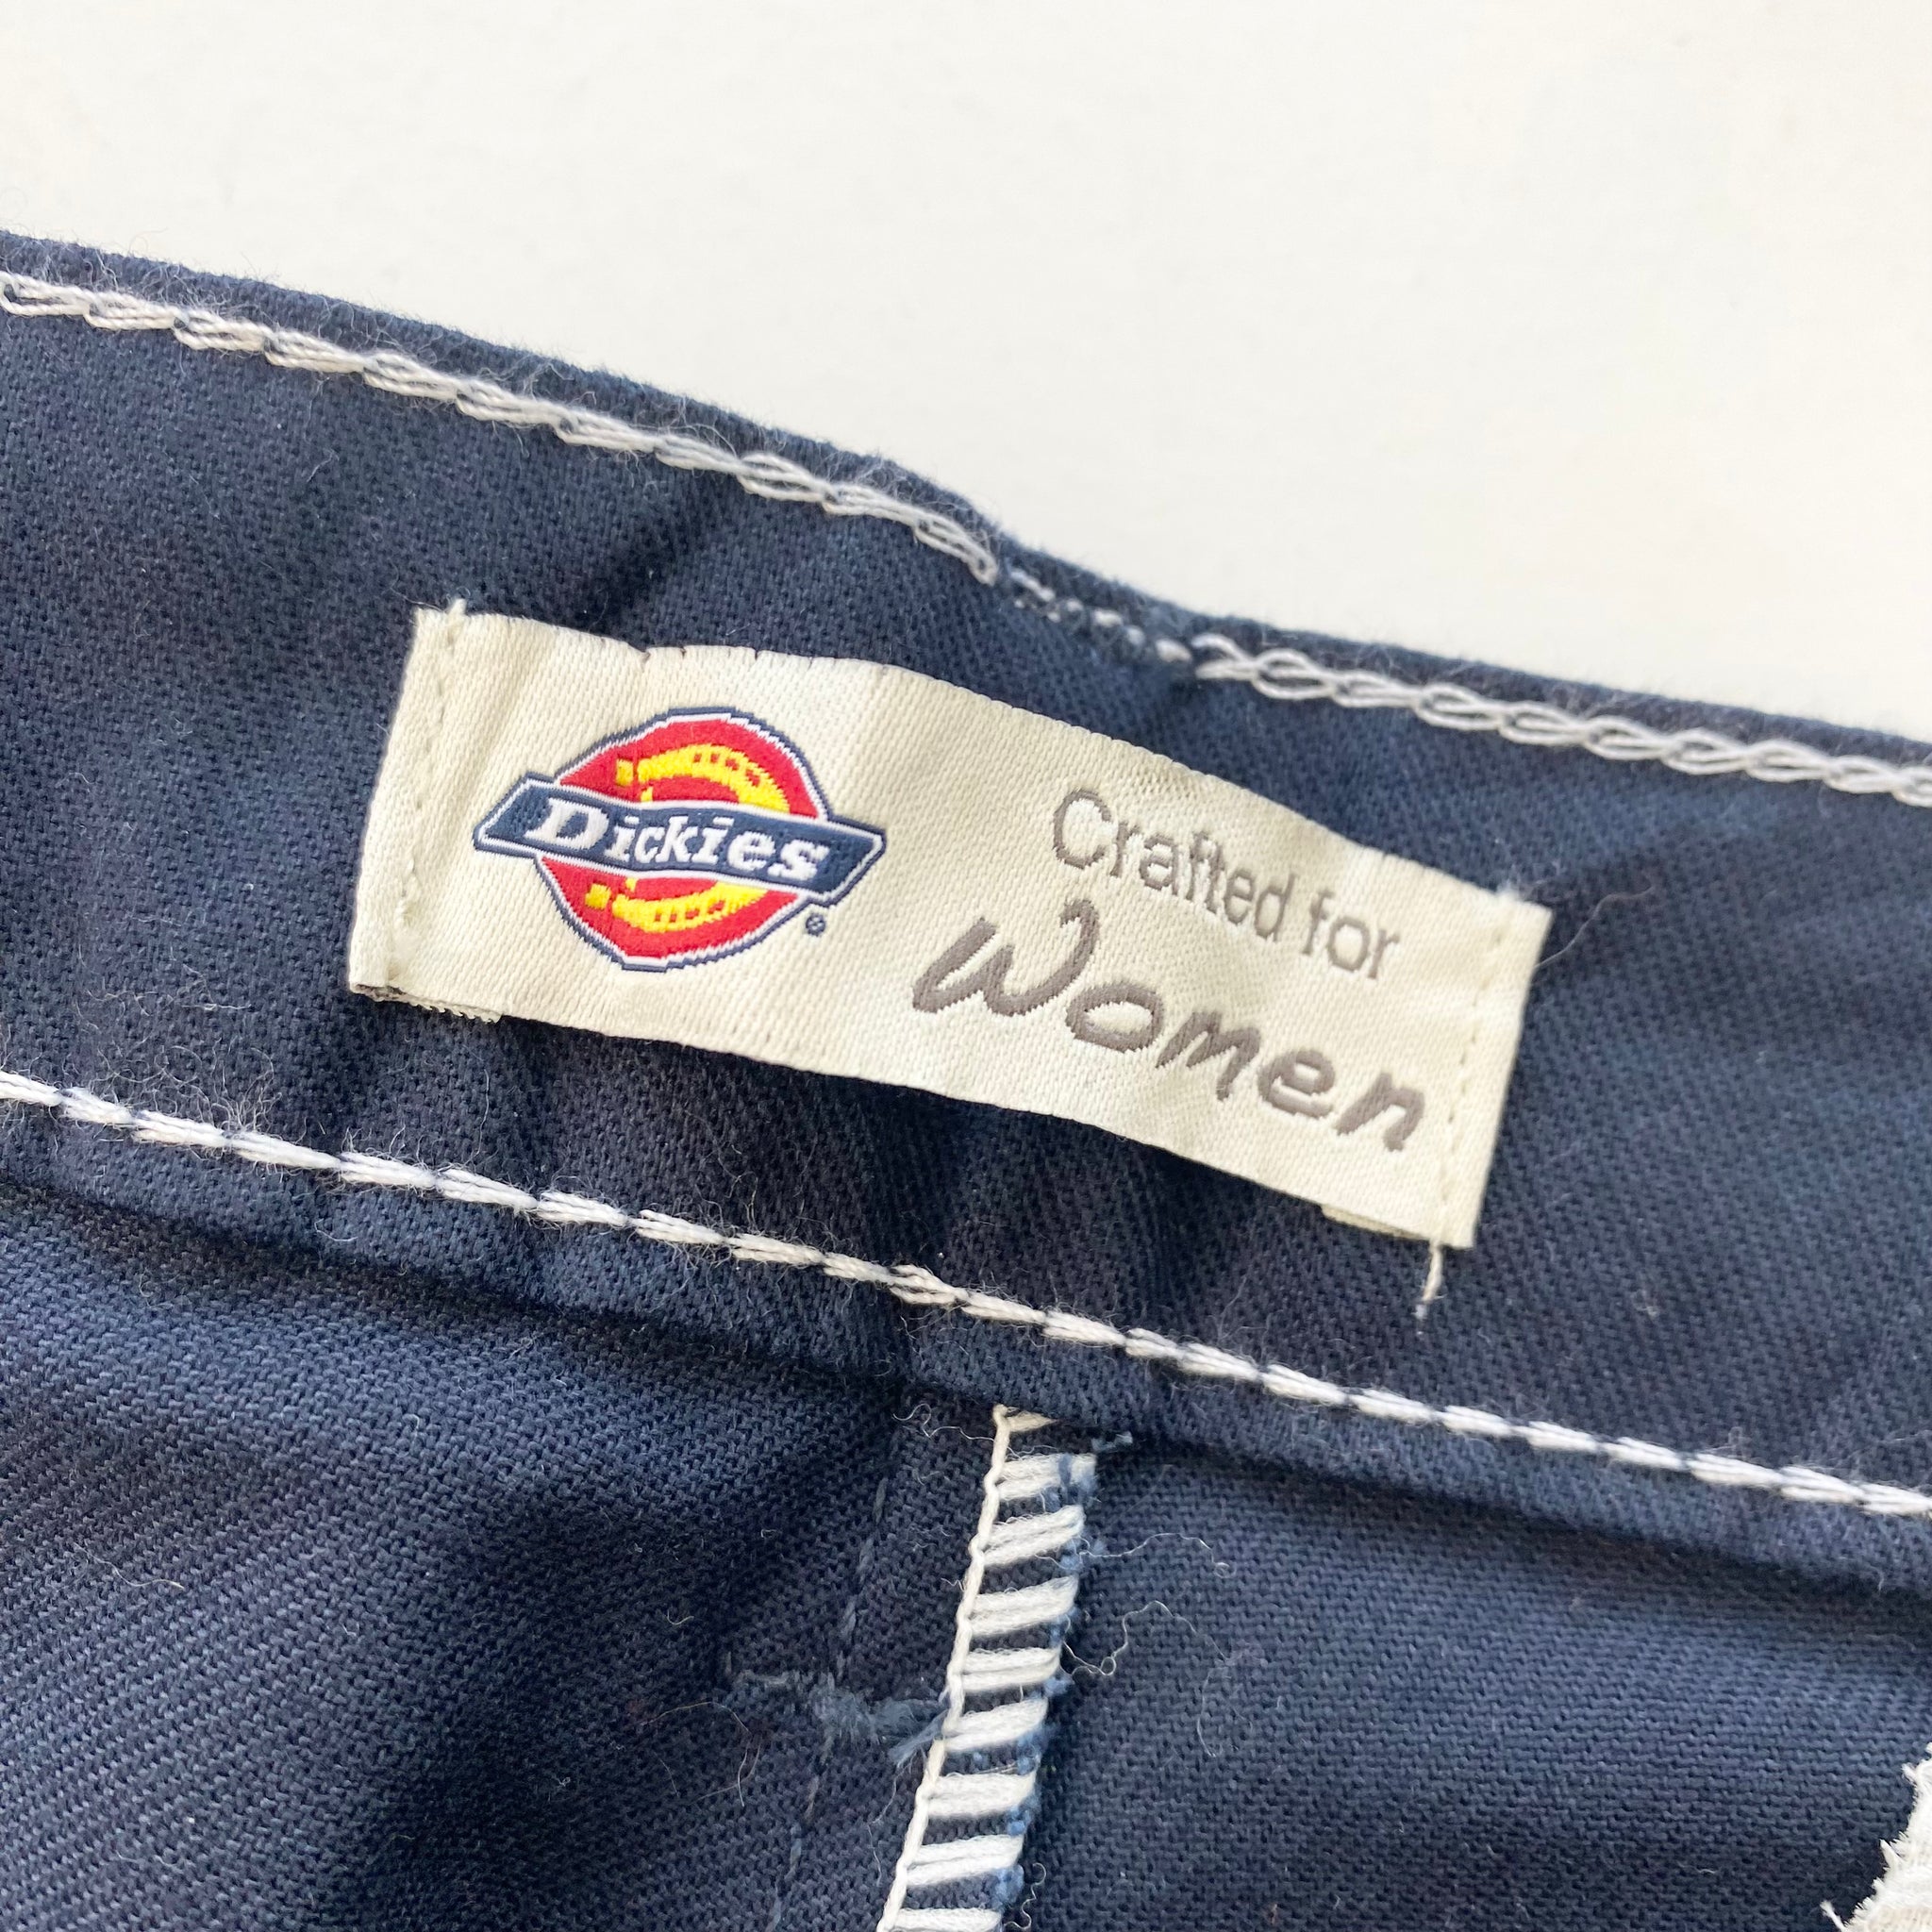 Dickies
®
Crafted for
Women